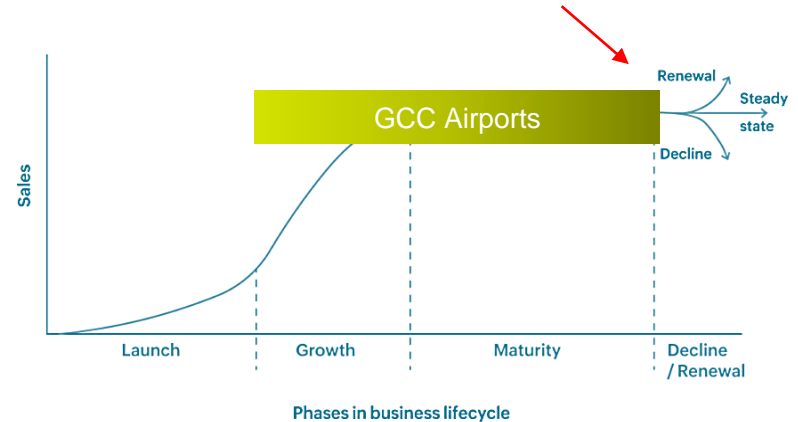 Renewal
GCC Airports
Steady
state
Decline
Sales
Launch
Growth
Maturity
Decline
/ Renewal
Phases in business lifecycle